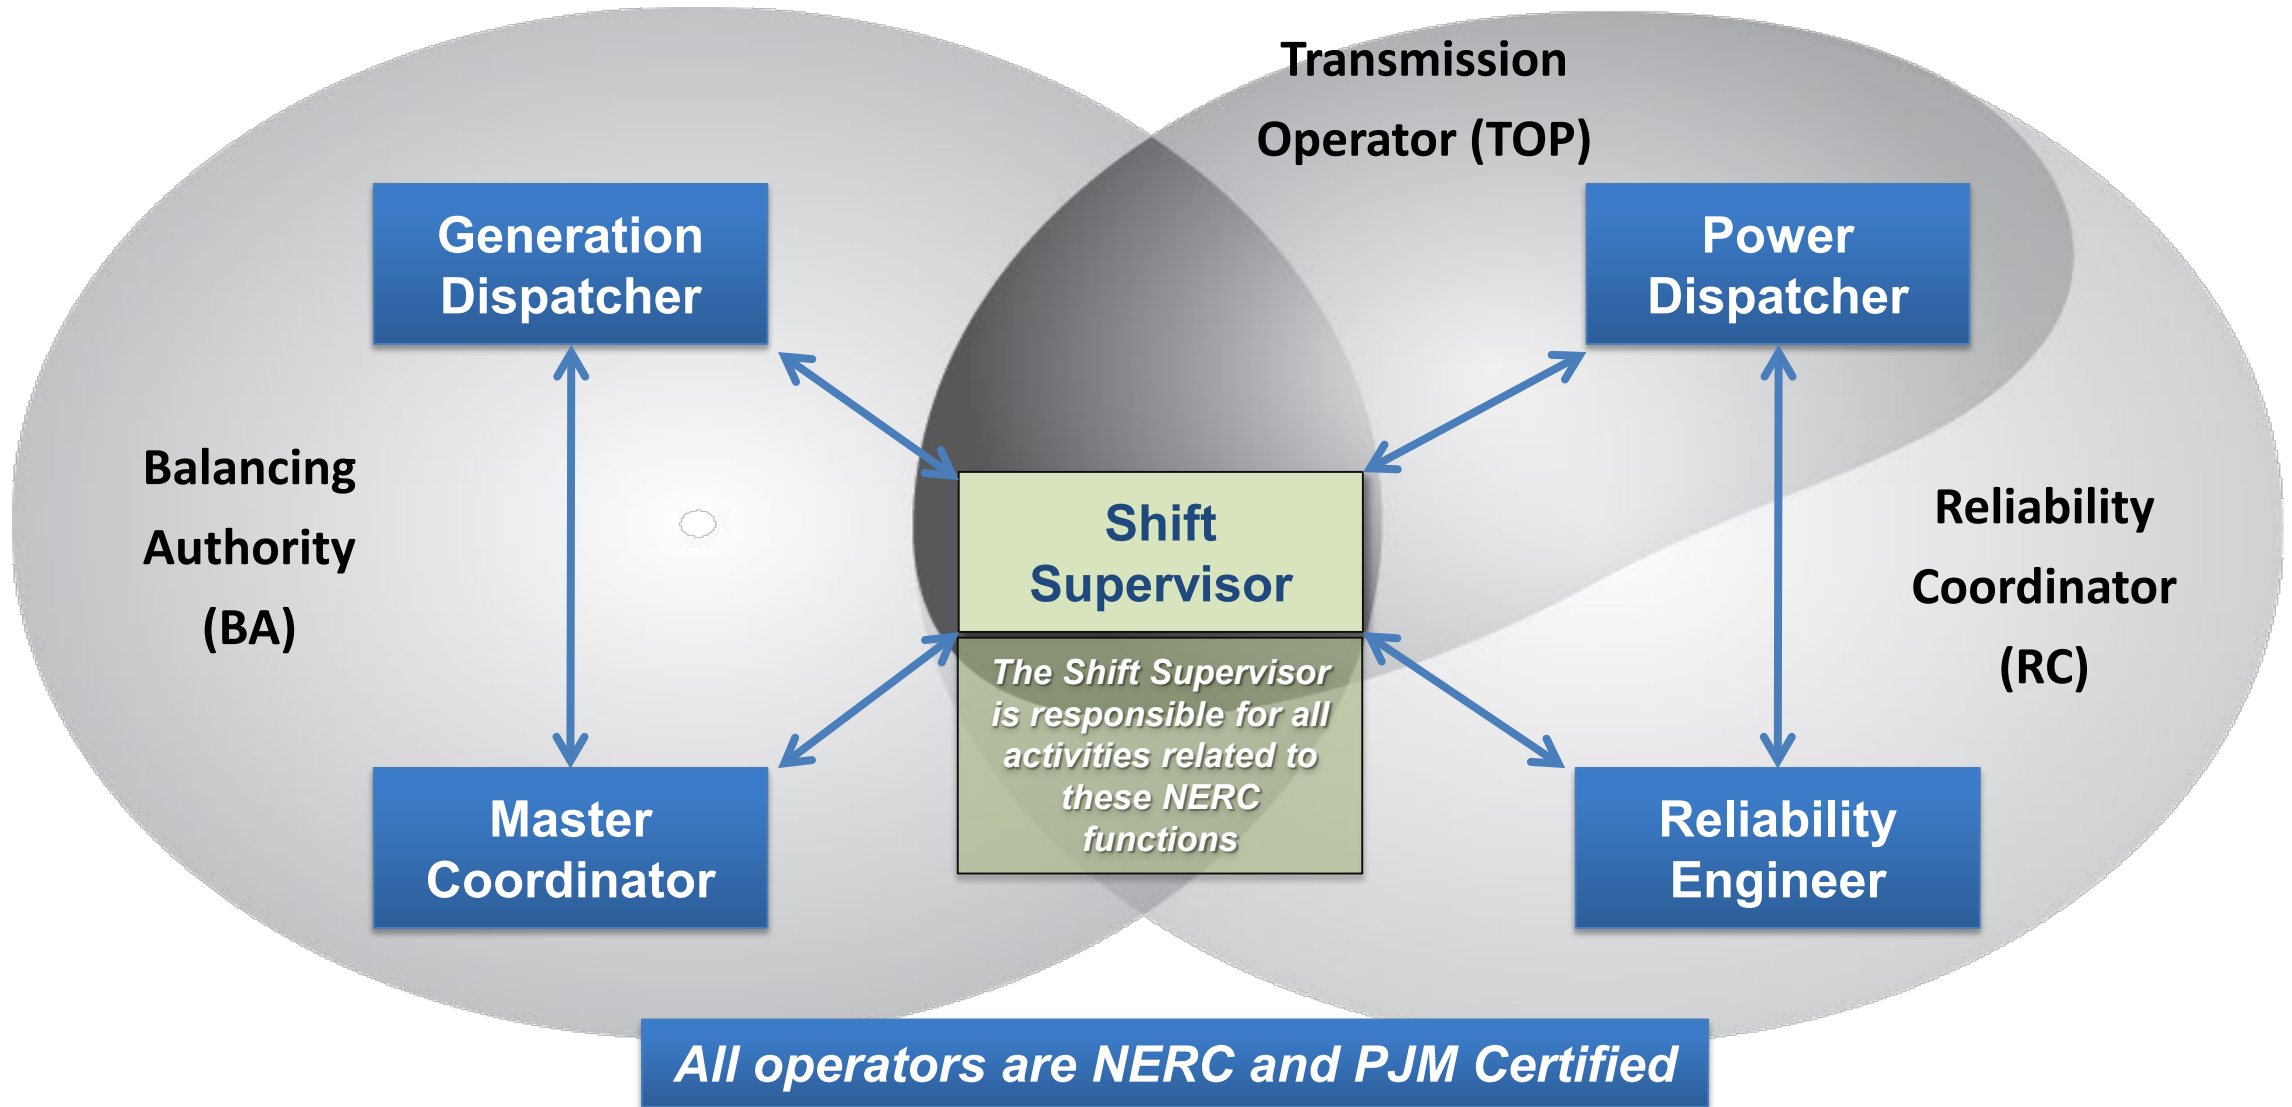 Transmission
Operator (TOP)
Generation
Dispatcher
Power
Dispatcher
Balancing
Authority
(BA)
Shift
Supervisor
Reliability
Coordinator
(RC)
The Shift Supervisor
is responsible for all
activities related to
these NERC
functions
Master
Coordinator
Reliability
Engineer
All operators are NERC and PJM Certified